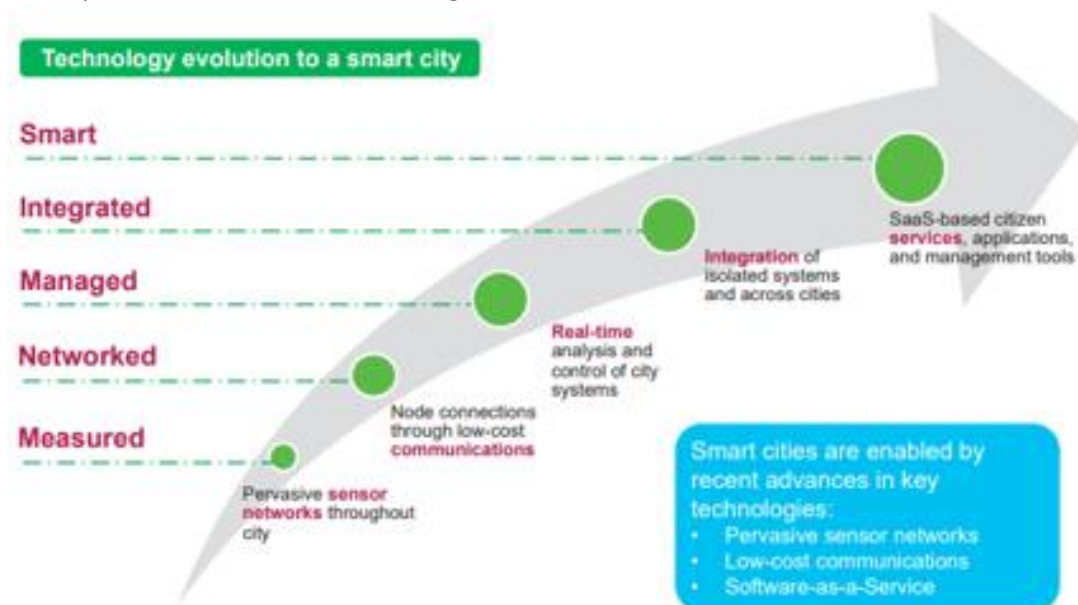 Technology evolution to a smart city
Smart
Integrated
Managed
Networked
Measured
SaaS-based citizen
services, applications,
and management tools
Integration of
isolated systems
and across cities
Real-time
analysis and
control of city
systems
Node connections
through low-cost
communications
Pervasive sensor
networks throughout
city
Smart cities are enabled by
recent advances in key
technologies:
• Pervasive sensor networks
• Low-cost communications
• Software-as-a-Service